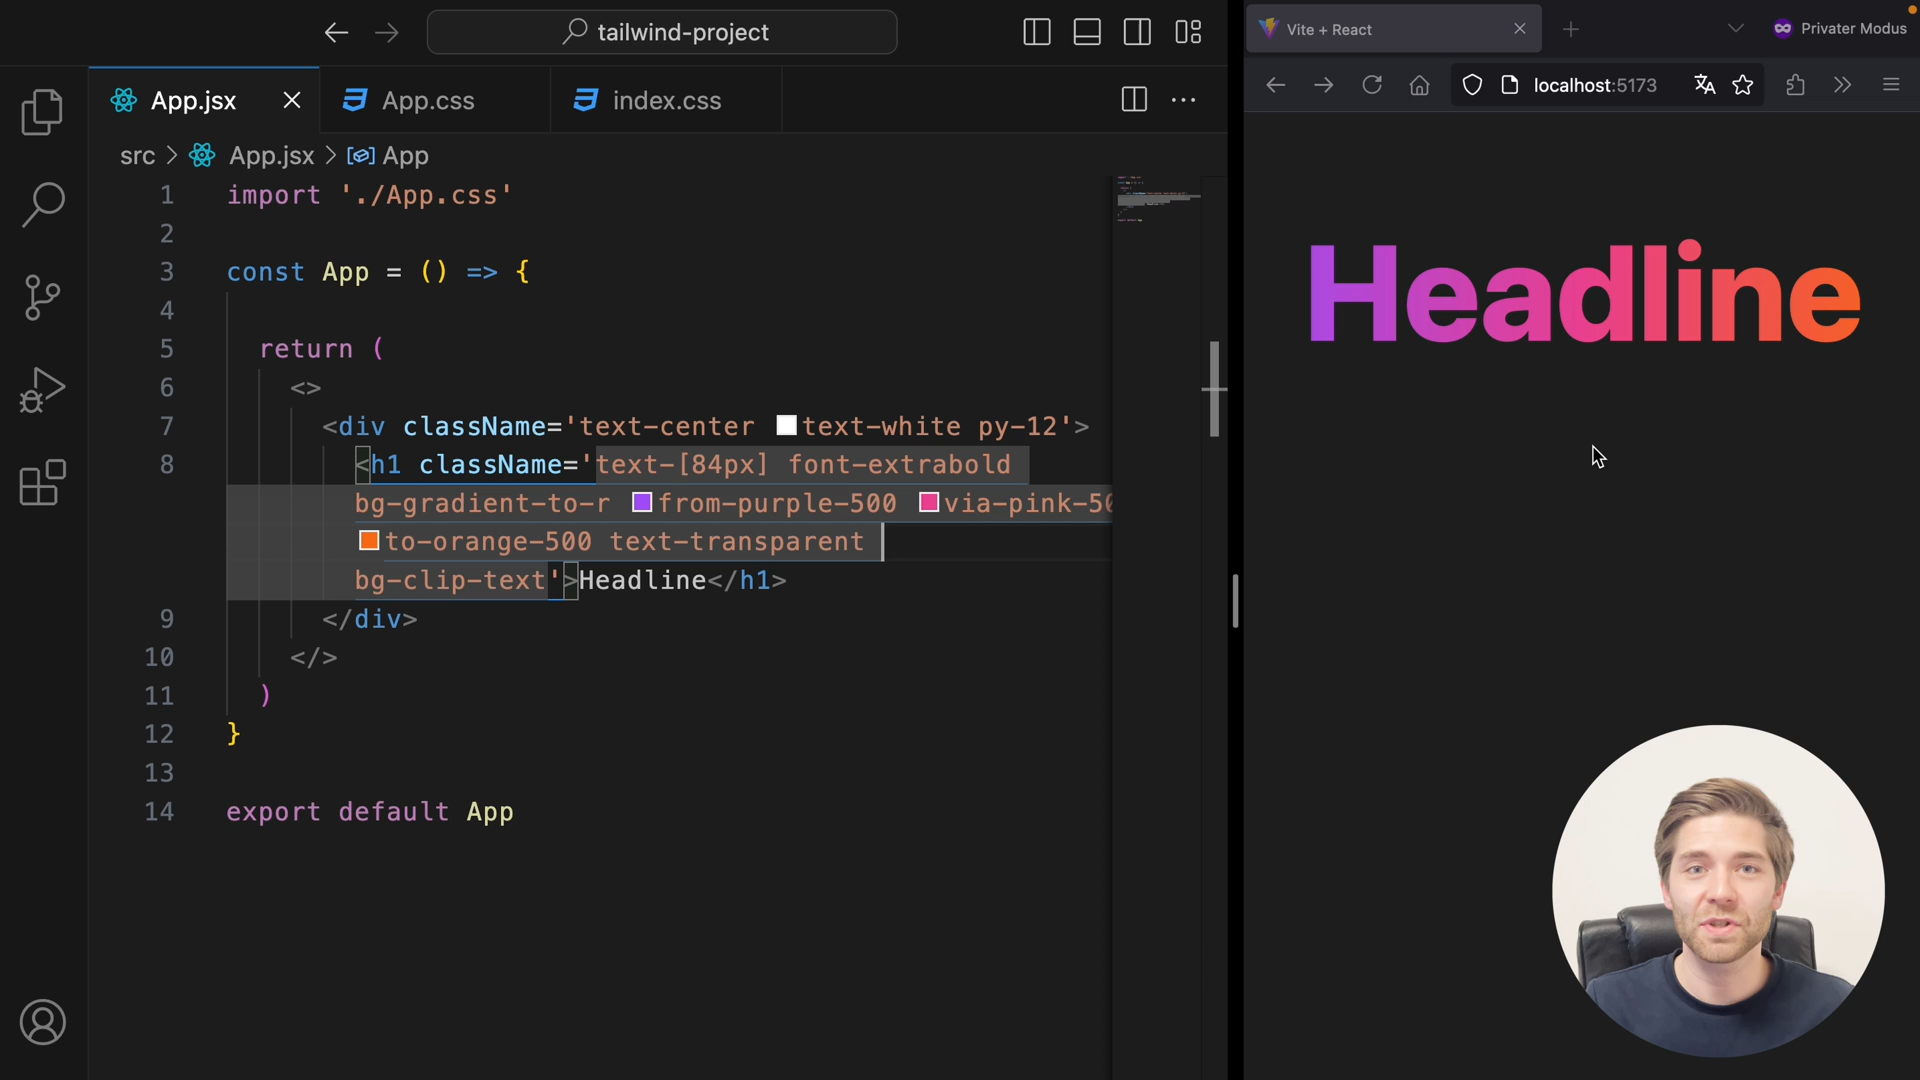 tailwind-project
App.jsx
App.css
index.css
src
App.jsx
App
1 import './App.css'
2
3 const App = () => {
4
5 return (
6 <>
7 <div className='text-center text-white py-12'>
8 <h1 className='text-[84px] font-extrabold
bg-gradient-to-r from-purple-500 via-pink-50
to-orange-500 text-transparent
bg-clip-text'>Headline</h1>
9 </div>
10 </>
11 )
12 }
13
14 export default App
Vite + React
Privater Modus
localhost:5173
Headline